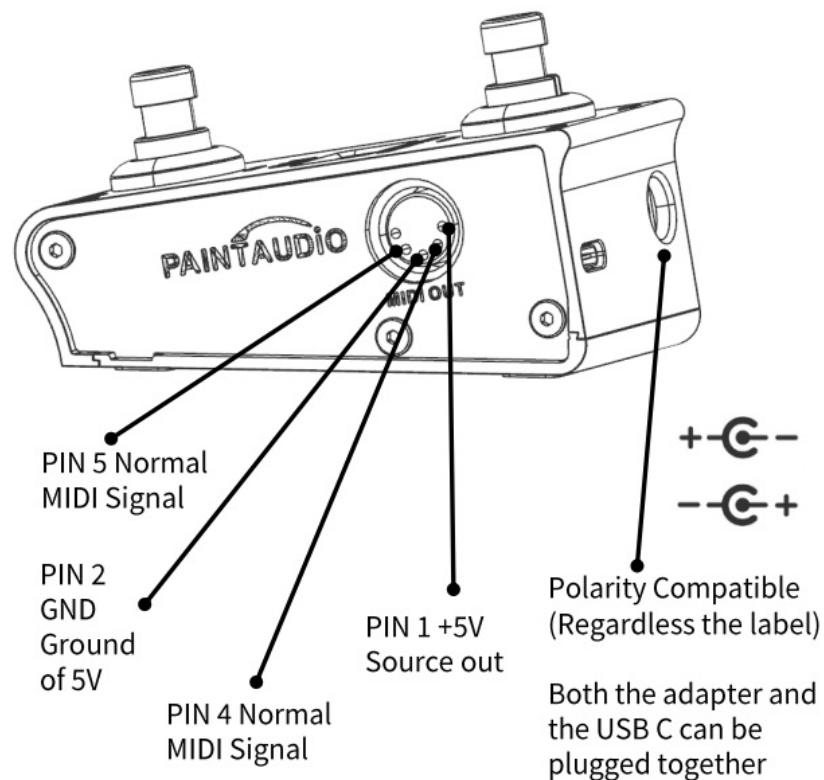 PAINTAUDiO
MIDI OUT
PIN 5 Normal
MIDI Signal
PIN 2
GND
Ground
of 5V
PIN 4 Normal
MIDI Signal
PIN 1 +5V
Source out
Polarity Compatible
(Regardless the label)
Both the adapter and
the USB C can be
plugged together